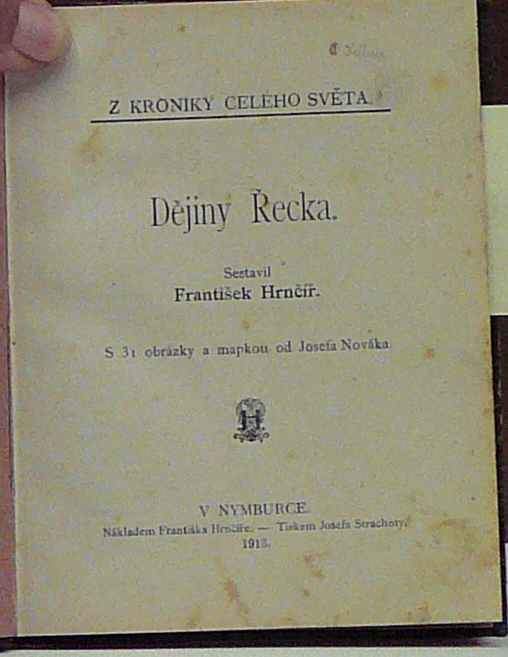 Z KRONIKY CELÉHO SVĚTA.
Dějiny Řecka.
Sestavil
František Hrnčíř.
S 31 obrázky a mapkou od Josefa Nováka
V NYMBURCE.
Nákladem Františka Hrnčíře. — Tiskem Josefa Strachoty.
1913.